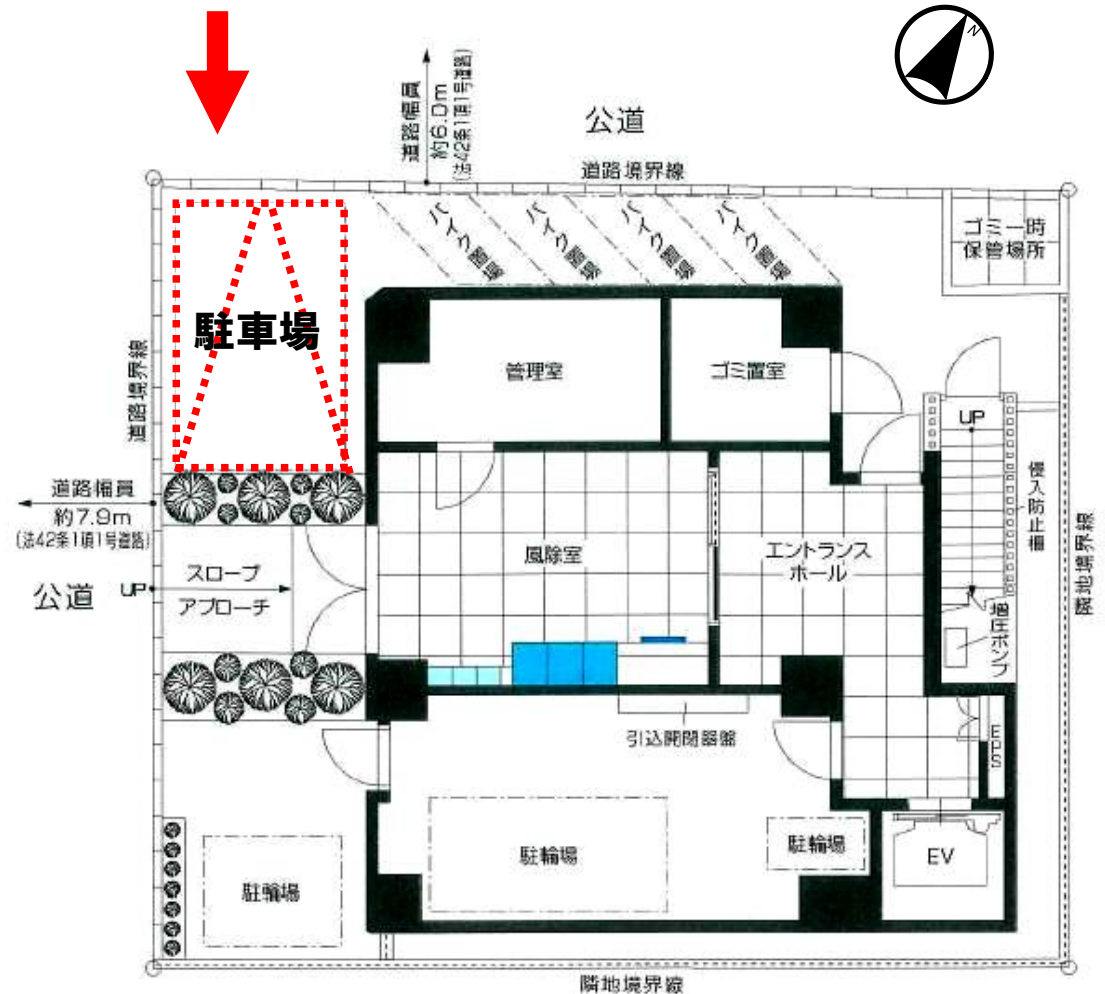 N
道路幅員
約6.0m
(法42条1項1号道路)
公道
道路境界線
バイク置場
バイク置場
バイク置場
バイク置場
ゴミ一時
保管場所
駐車場
道路境界線
管理室
ゴミ置室
UP
侵入防止柵
隣地境界線
道路幅員
約7.9m
(法42条1項1号道路)
公道
UP
スロープ
アプローチ
風除室
エントランス
ホール
増圧ポンプ
引込開閉器盤
EPS
駐輪場
駐輪場
駐輪場
EV
隣地境界線